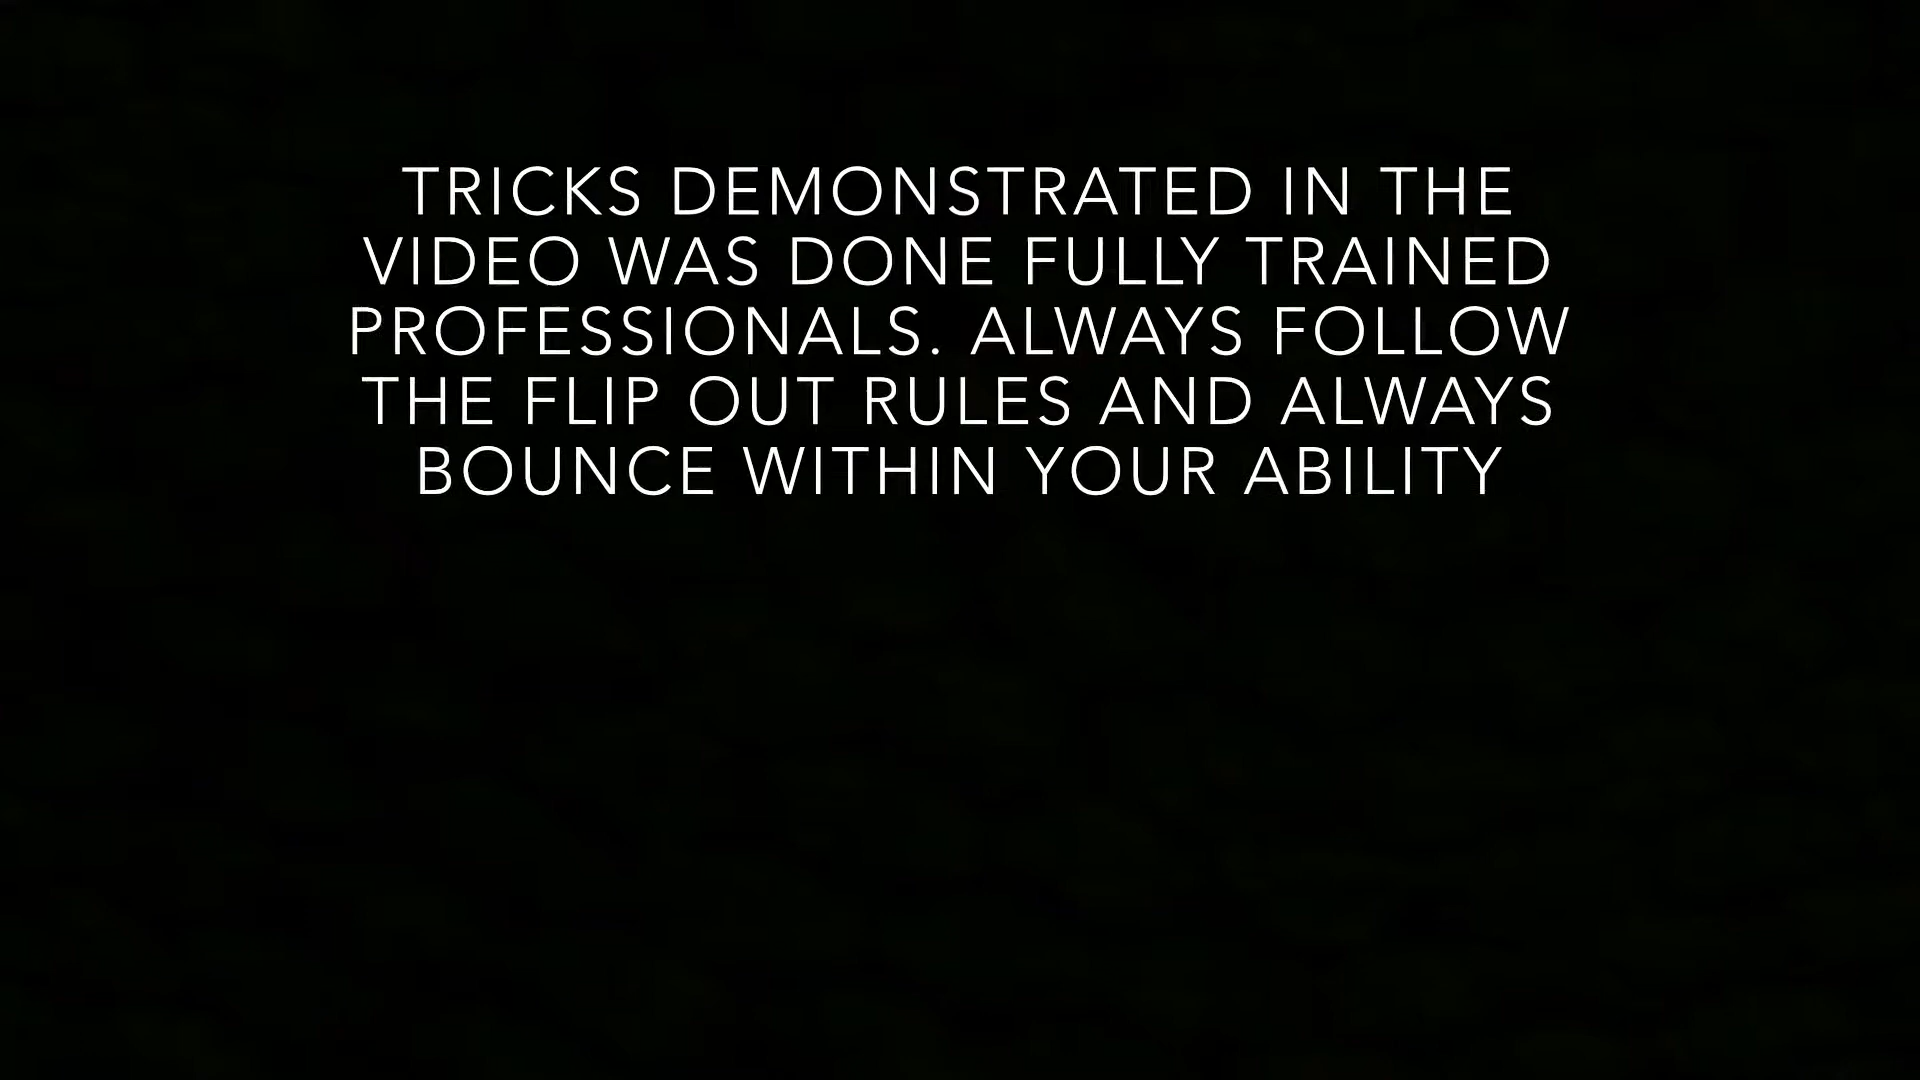 TRICKS DEMONSTRATED IN THE
VIDEO WAS DONE FULLY TRAINED
PROFESSIONALS. ALWAYS FOLLOW
THE FLIP OUT RULES AND ALWAYS
BOUNCE WITHIN YOUR ABILITY